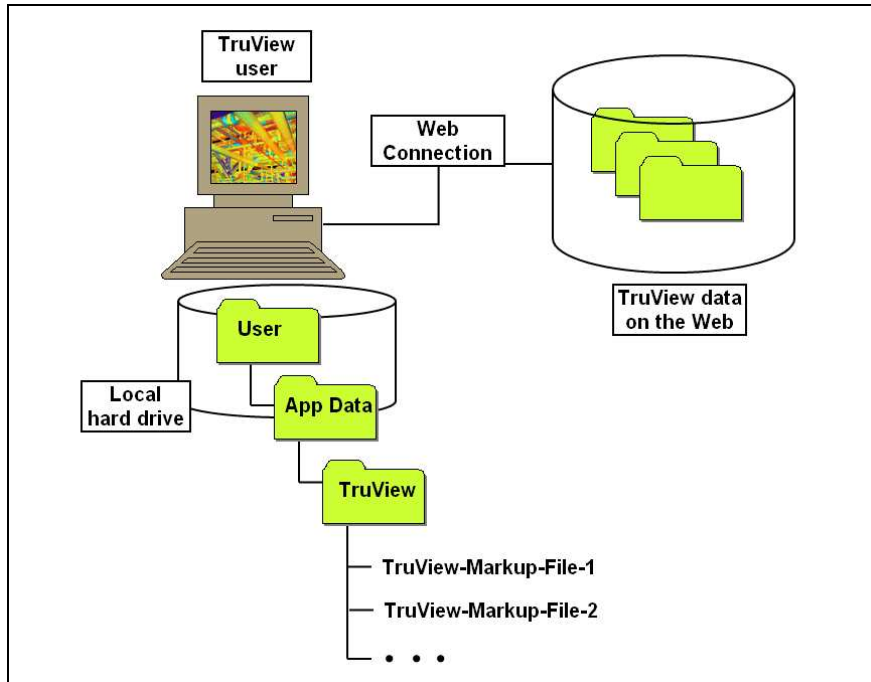 TruView
user
Web
Connection
TruView data
on the Web
User
App Data
Local
hard drive
TruView
TruView-Markup-File-1
TruView-Markup-File-2
• • •